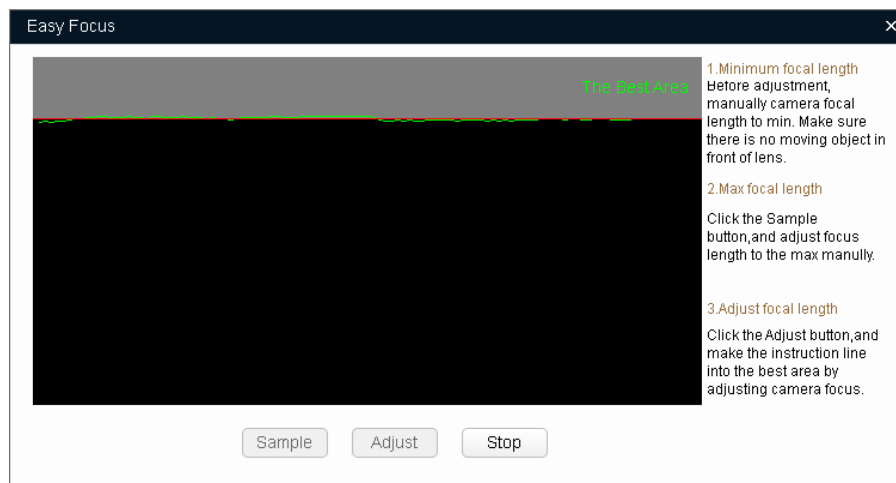 Easy Focus
The Best Area
1.Minimum focal length
Before adjustment,
manually camera focal
length to min. Make sure
there is no moving object in
front of lens.
2.Max focal length
Click the Sample
button,and adjust focus
length to the max manully.
3.Adjust focal length
Click the Adjust button,and
make the instruction line
into the best area by
adjusting camera focus.
Sample Adjust Stop